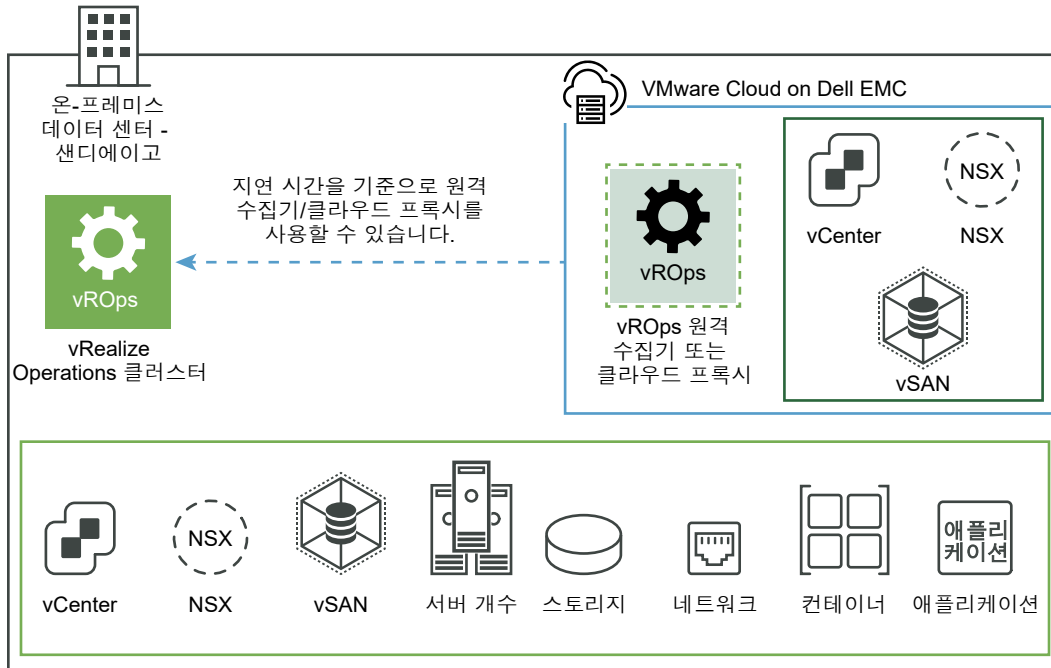 온-프레미스
데이터 센터 -
샌디에이고
VMware Cloud on Dell EMC
지연 시간을 기준으로 원격
수집기/클라우드 프록시를
사용할 수 있습니다.
vROps
vRealize
Operations 클러스터
vROps
vROps 원격
수집기 또는
클라우드 프록시
NSX
vCenter
NSX
vSAN
NSX
애플리
케이션
vCenter
NSX
vSAN
서버 개수
스토리지
네트워크
컨테이너
애플리케이션